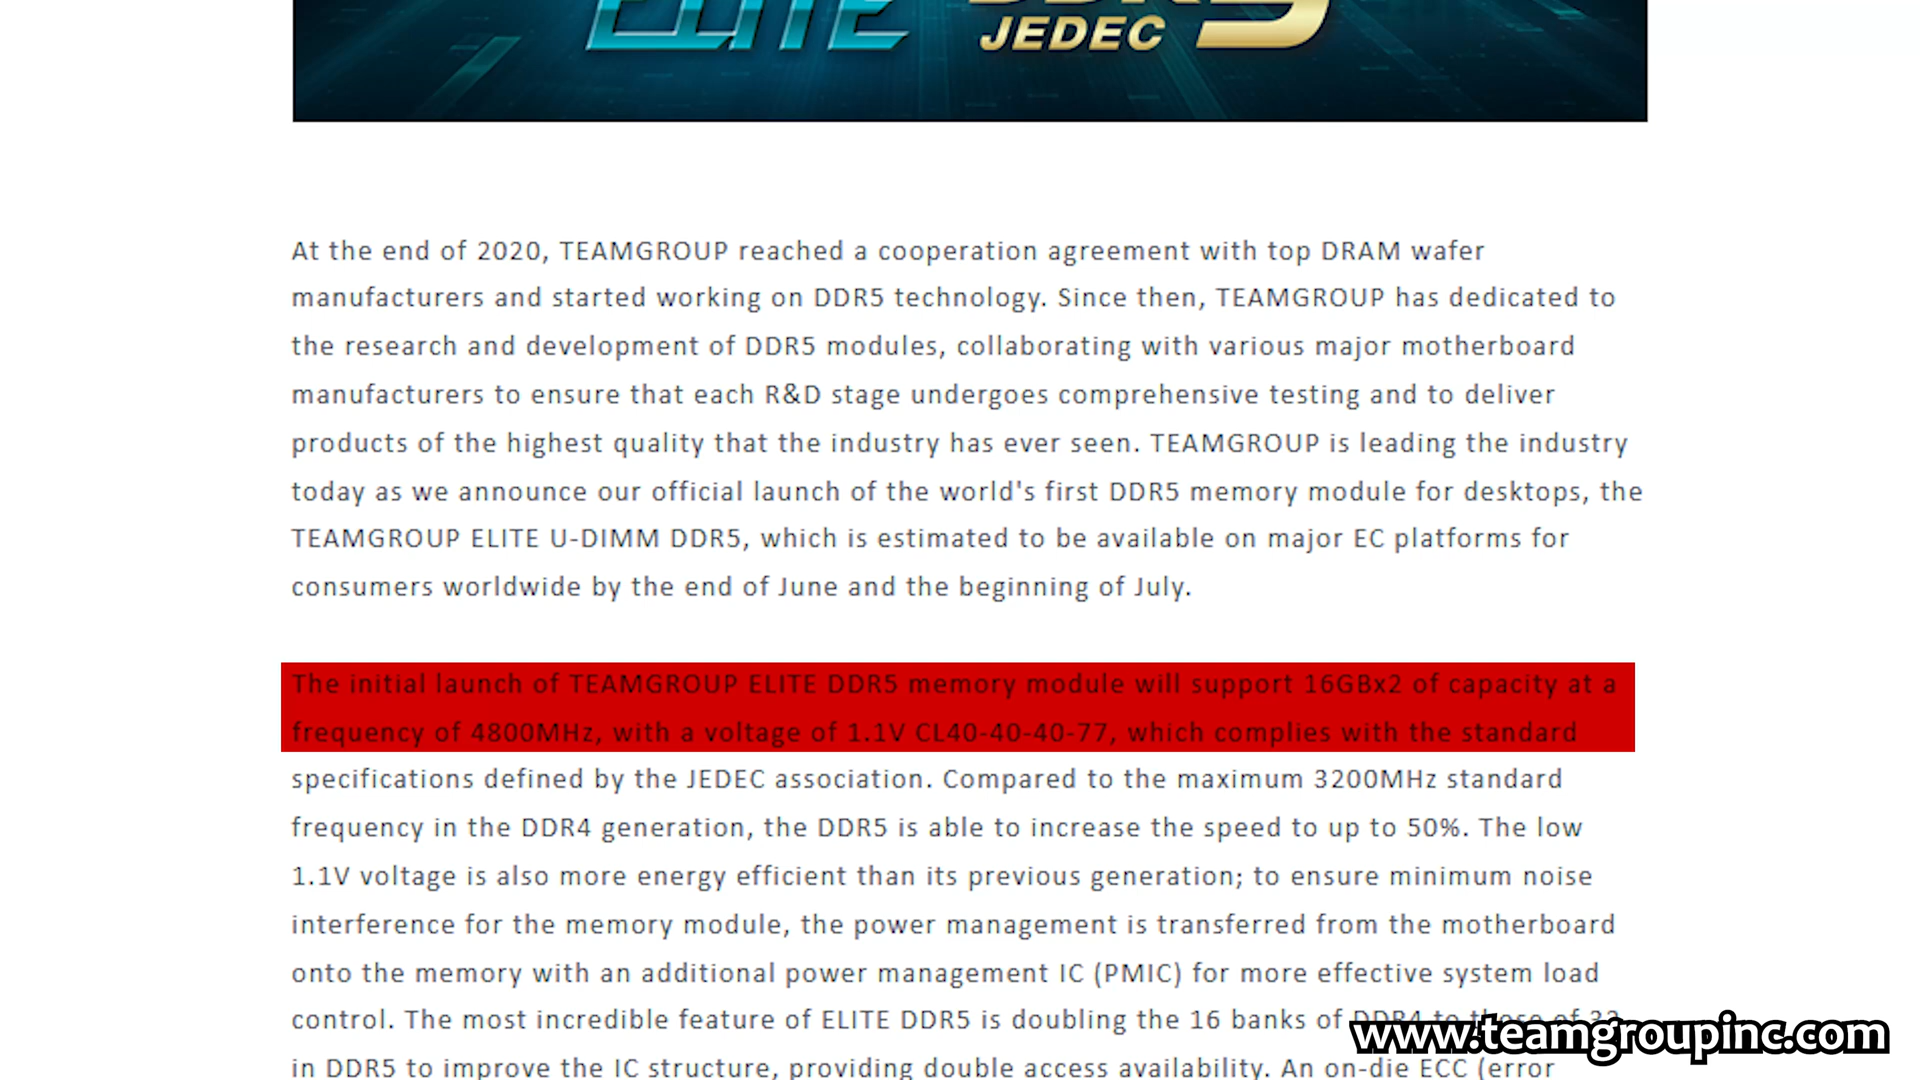 ELITE
JEDEC
At the end of 2020, TEAMGROUP reached a cooperation agreement with top DRAM wafer
manufacturers and started working on DDR5 technology. Since then, TEAMGROUP has dedicated to
the research and development of DDR5 modules, collaborating with various major motherboard
manufacturers to ensure that each R&D stage undergoes comprehensive testing and to deliver
products of the highest quality that the industry has ever seen. TEAMGROUP is leading the industry
today as we announce our official launch of the world's first DDR5 memory module for desktops, the
TEAMGROUP ELITE U-DIMM DDR5, which is estimated to be available on major EC platforms for
consumers worldwide by the end of June and the beginning of July.
The initial launch of TEAMGROUP ELITE DDR5 memory module will support 16GBx2 of capacity at a
frequency of 4800MHz, with a voltage of 1.1V CL40-40-40-77, which complies with the standard
specifications defined by the JEDEC association. Compared to the maximum 3200MHz standard
frequency in the DDR4 generation, the DDR5 is able to increase the speed to up to 50%. The low
1.1V voltage is also more energy efficient than its previous generation; to ensure minimum noise
interference for the memory module, the power management is transferred from the motherboard
onto the memory with an additional power management IC (PMIC) for more effective system load
control. The most incredible feature of ELITE DDR5 is doubling the 16 banks of DDR4 to those of 32
www.teamgroupinc.com
in DDR5 to improve the IC structure, providing double access availability. An on-die ECC (error